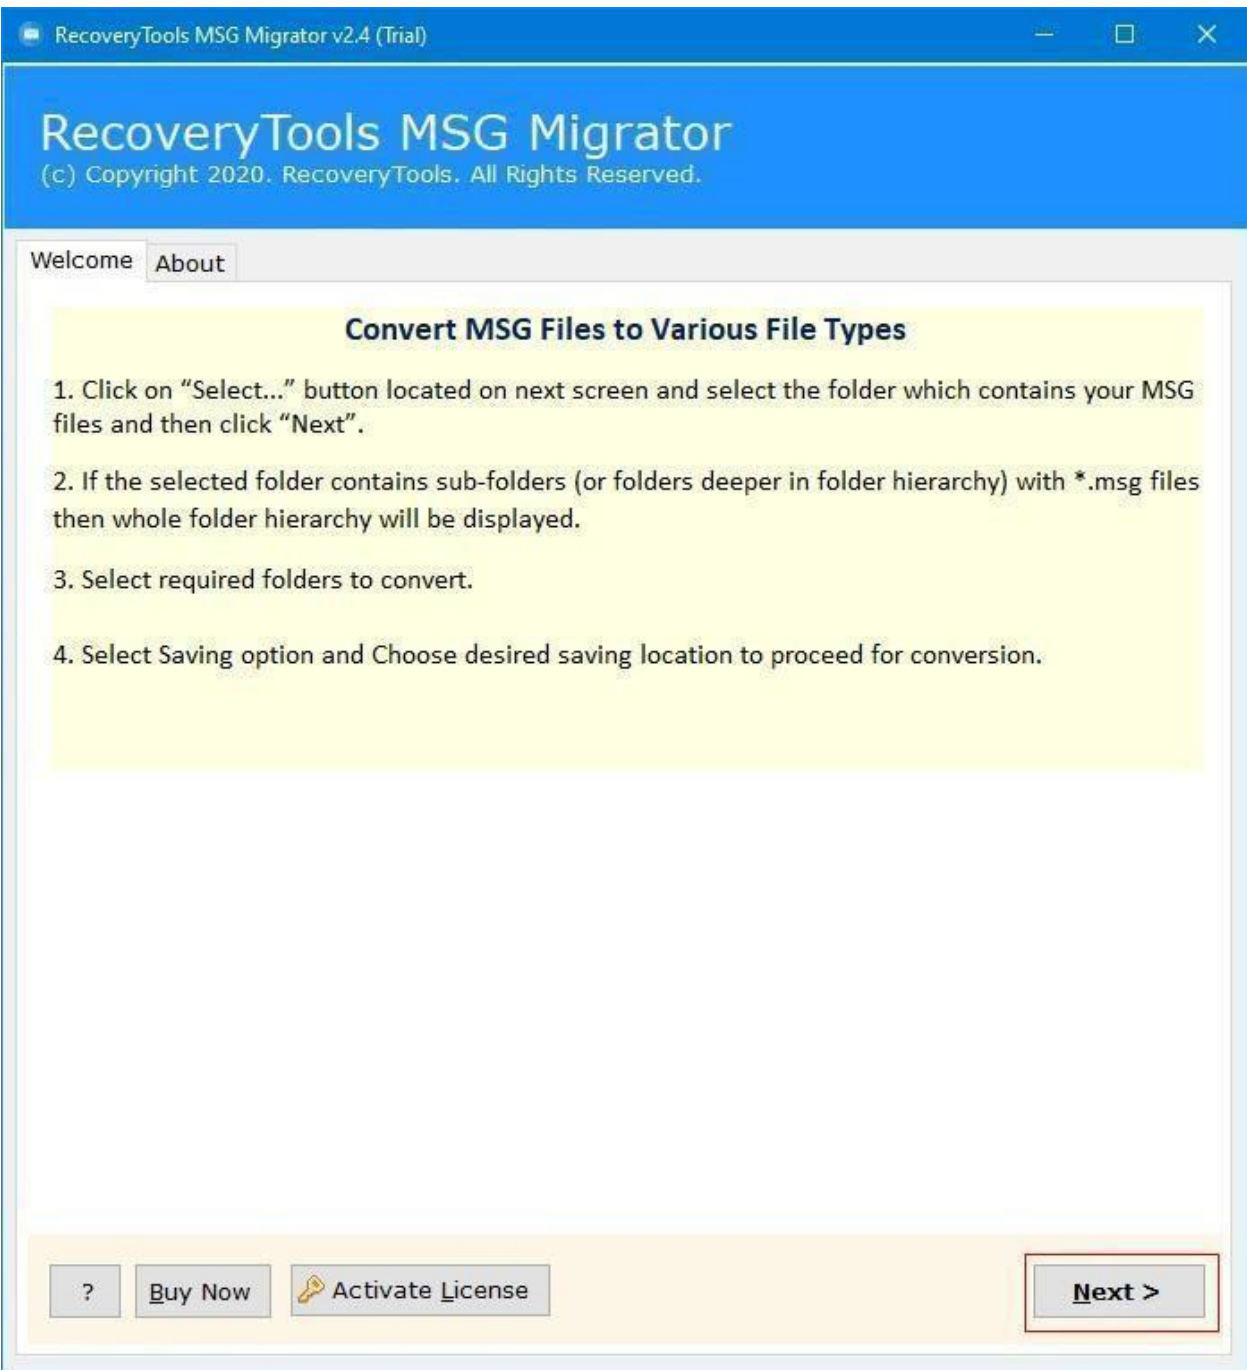 RecoveryTools MSG Migrator v2.4 (Trial)
RecoveryTools MSG Migrator
(c) Copyright 2020. RecoveryTools. All Rights Reserved.
Welcome About
Convert MSG Files to Various File Types
1. Click on “Select...” button located on next screen and select the folder which contains your MSG
files and then click “Next”.
2. If the selected folder contains sub-folders (or folders deeper in folder hierarchy) with *.msg files
then whole folder hierarchy will be displayed.
3. Select required folders to convert.
4. Select Saving option and Choose desired saving location to proceed for conversion.
? Buy Now Activate License Next >